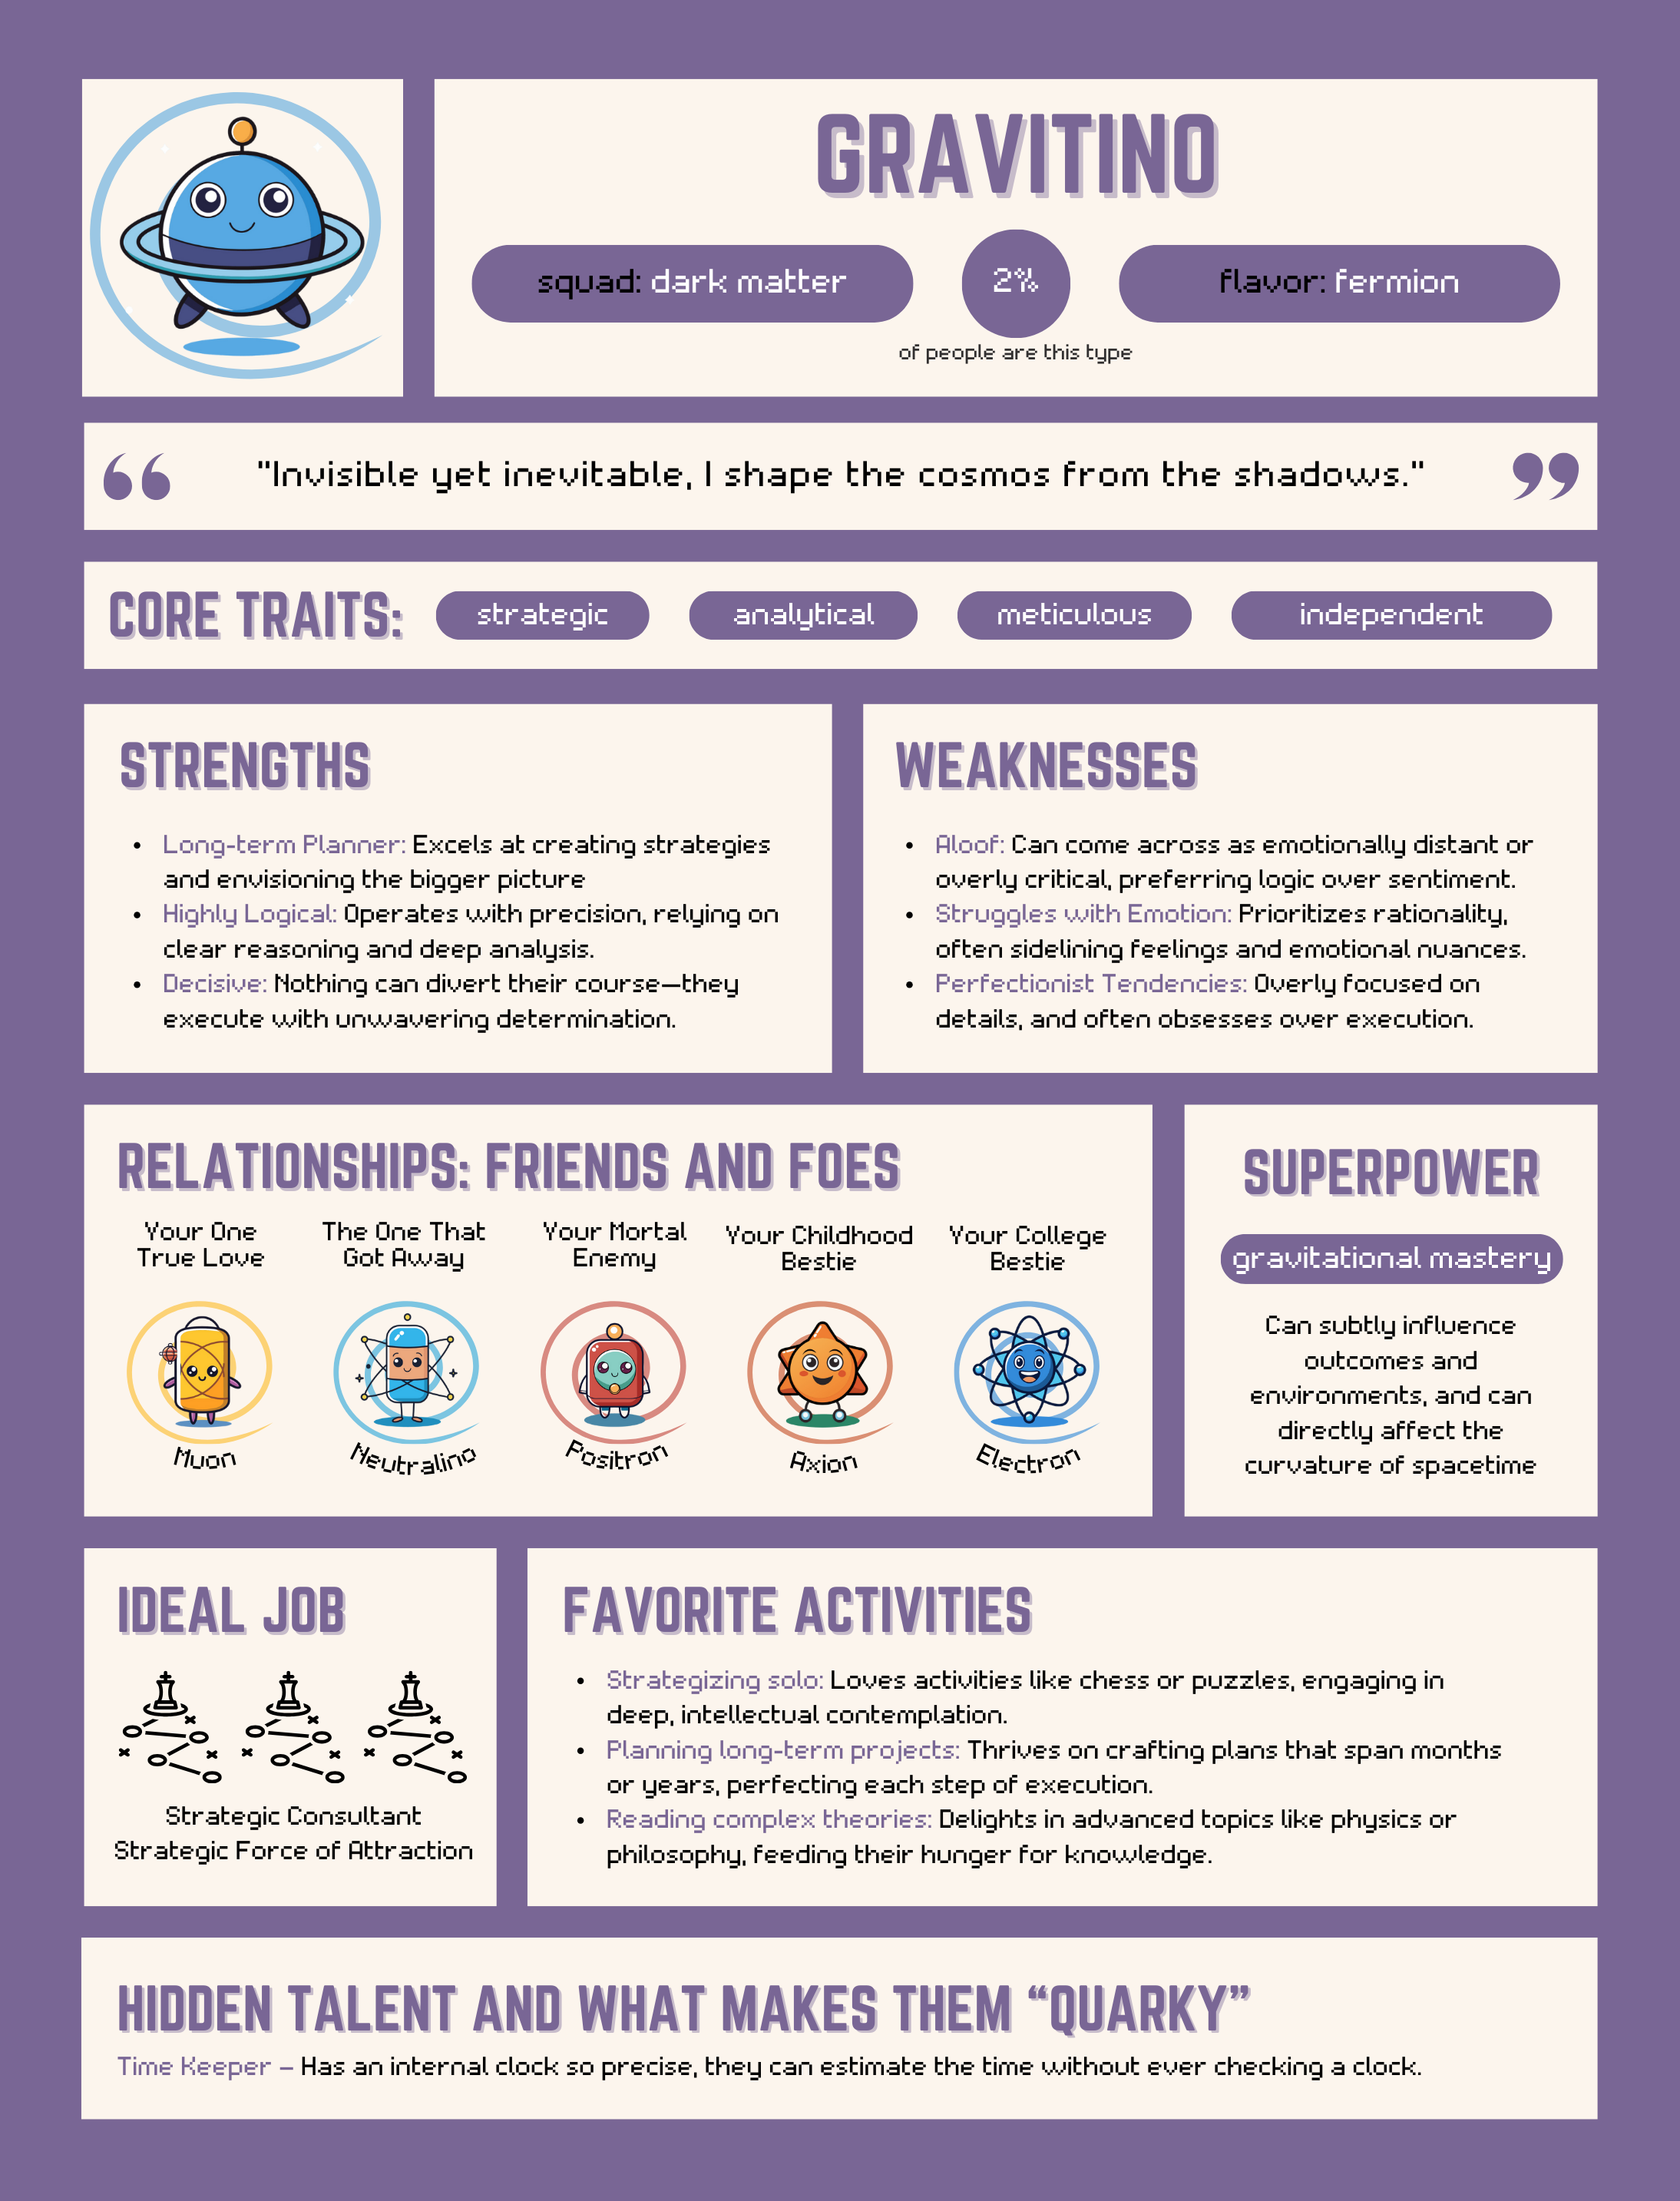 GRAVITINO
squad: dark matter
2%
flavor: fermion
of people are this type
"Invisible yet inevitable, I shape the cosmos from the shadows."
CORE TRAITS:
strategic
analytical
meticulous
independent
STRENGTHS
• Long-term Planner: Excels at creating strategies
and envisioning the bigger picture
• Highly Logical: Operates with precision, relying on
clear reasoning and deep analysis.
• Decisive: Nothing can divert their course—they
execute with unwavering determination.
WEAKNESSES
• Aloof: Can come across as emotionally distant or
overly critical, preferring logic over sentiment.
• Struggles with Emotion: Prioritizes rationality,
often sidelining feelings and emotional nuances.
• Perfectionist Tendencies: Overly focused on
details, and often obsesses over execution.
RELATIONSHIPS: FRIENDS AND FOES
Your One
True Love
Muon
The One That
Got Away
Neutralino
Your Mortal
Enemy
Positron
Your Childhood
Bestie
Axion
Your College
Bestie
Electron
SUPERPOWER
gravitational mastery
Can subtly influence
outcomes and
environments, and can
directly affect the
curvature of spacetime
IDEAL JOB
Strategic Consultant
Strategic Force of Attraction
FAVORITE ACTIVITIES
• Strategizing solo: Loves activities like chess or puzzles, engaging in
deep, intellectual contemplation.
• Planning long-term projects: Thrives on crafting plans that span months
or years, perfecting each step of execution.
• Reading complex theories: Delights in advanced topics like physics or
philosophy, feeding their hunger for knowledge.
HIDDEN TALENT AND WHAT MAKES THEM “QUARKY”
Time Keeper – Has an internal clock so precise, they can estimate the time without ever checking a clock.